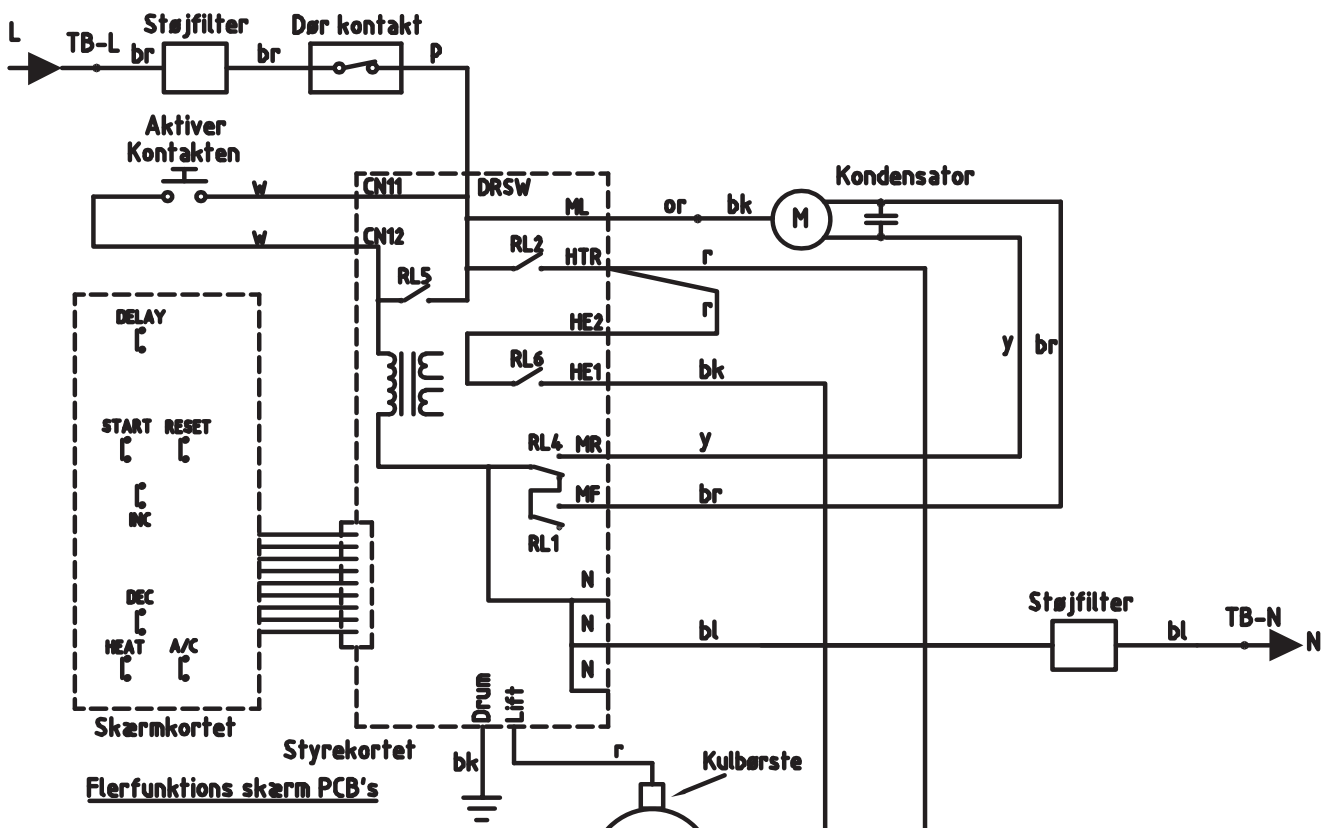 L
TB-L
br
Støjfilter
br
Dør kontakt
p
Aktiver
Kontakten
w
w
CN11
CN12
DRSW
ML
or
bk
M
Kondensator
RL2
HTR
r
r
RL5
HE2
RL6
HE1
bk
y
br
RL4
MR
y
MF
br
RL1
DELAY
START
RESET
INC
DEC
HEAT
A/C
Skærmkortet
N
N
N
bl
Støjfilter
bl
TB-N
N
Drum
Lift
Styrekortet
bk
r
Kulbørste
Flerfunktions skærm PCB's